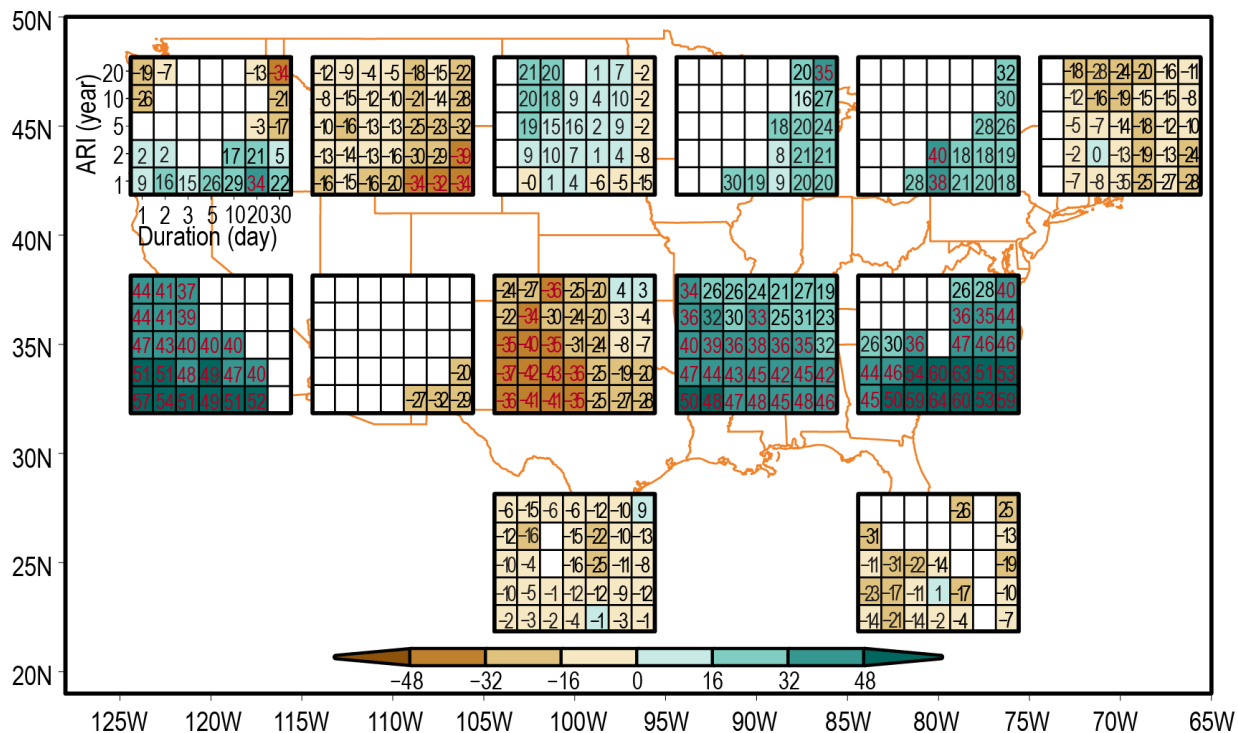 50N
20 −19 −7 −13 −34 −12 −9 −4 −5 −18 −15 −22 21 20 1 7 −2 20 35 32 −18 −28 −24 −20 −16 −11
10 −26 −21 −8 −15 −12 −10 −21 −14 −28 20 18 9 4 10 −2 16 27 30 −12 −16 −19 −15 −15 −8
45N 5 −3 −17 −10 −16 −13 −13 −25 −23 −32 19 15 16 2 9 −2 18 20 24 28 26 −5 −7 −14 −18 −12 −10
2 2 2 17 21 5 −13 −14 −13 −16 −30 −29 −39 9 10 7 1 4 −8 8 21 21 40 18 18 19 −2 0 −13 −19 −13 −24
1 9 16 15 26 29 34 22 −16 −15 −16 −20 −34 −32 −34 −0 1 4 −6 −5 −15 30 19 9 20 20 28 38 21 20 18 −7 −8 −35 −25 −27 −28
ARI (year)
1 2 3 5 10 20 30
Duration (day)
40N
44 41 37 −24 −27 −36 −25 −20 4 3 34 26 26 24 21 27 19 26 28 40
44 41 39 −22 −34 −30 −24 −20 −3 −4 36 32 30 33 25 31 23 36 35 44
35N 47 43 40 40 40 −35 −40 −35 −31 −24 −8 −7 40 39 36 38 36 35 32 26 30 36 47 46 46
51 51 48 49 47 40 −20 −37 −42 −43 −36 −25 −19 −20 47 44 43 45 42 45 42 44 46 54 60 63 51 53
57 54 51 49 51 52 −27 −32 −29 −36 −41 −41 −35 −25 −27 −28 50 48 47 48 45 48 46 45 50 59 64 60 53 59
30N
−6 −15 −6 −6 −12 −10 9 −26 25
−12 −16 −15 −22 −10 −13 −31 −13
25N −10 −4 −16 −25 −11 −8 −11 −31 −22 −14 −19
−10 −5 −1 −12 −12 −9 −12 −23 −17 −11 1 −17 −10
−2 −3 −2 −4 −1 −3 −1 −14 −21 −14 −2 −4 −7
20N
−48 −32 −16 0 16 32 48
125W 120W 115W 110W 105W 100W 95W 90W 85W 80W 75W 70W 65W